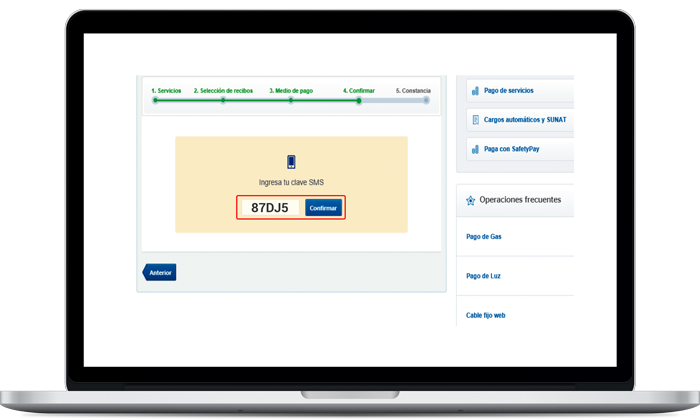 1. Servicios
2. Selección de recibos
3. Medio de pago
4. Confirmar
5. Constancia
Ingresa tu clave SMS
87DJ5
Confirmar
Anterior
Pago de servicios
Cargos automáticos y SUNAT
Paga con SafetyPay
Operaciones frecuentes
Pago de Gas
Pago de Luz
Cable fijo web